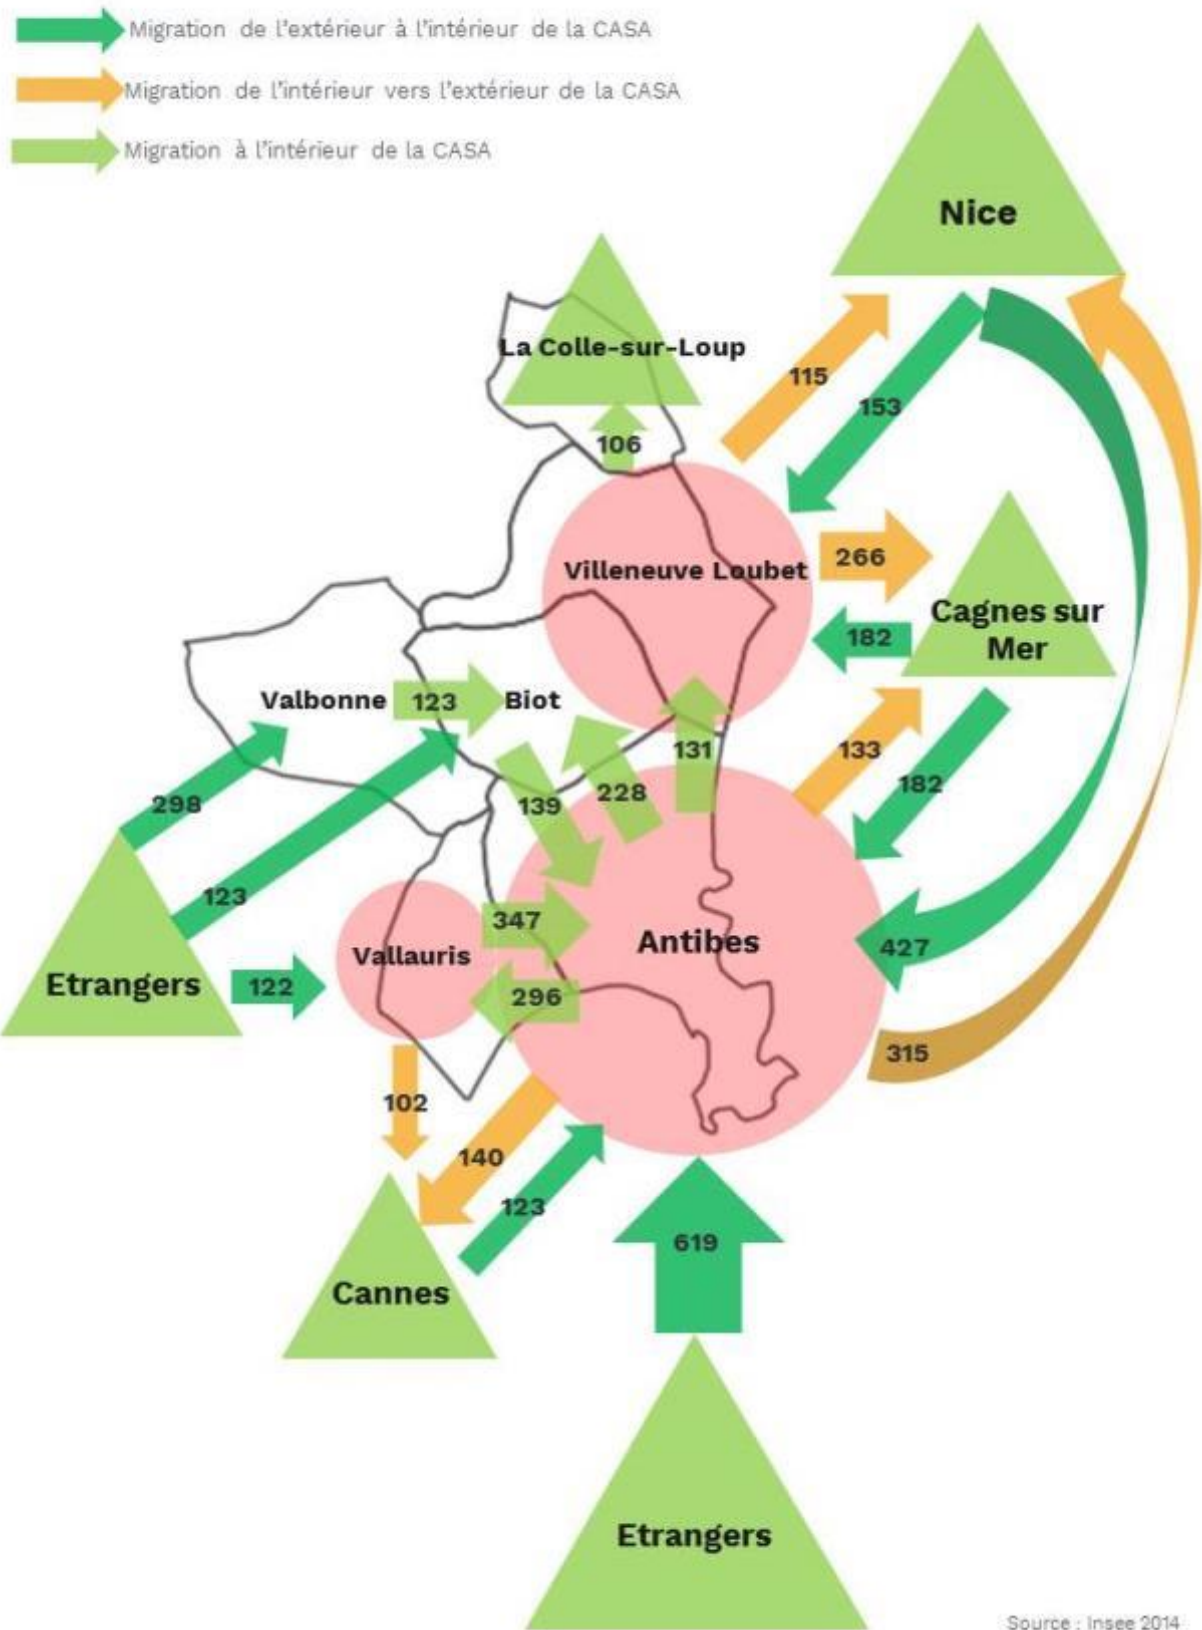 Migration de l'extérieur à l'intérieur de la CASA
Migration de l'intérieur vers l'extérieur de la CASA
Migration à l'intérieur de la CASA
Nice
La Colle-sur-Loup
115
153
106
Villeneuve Loubet
266
Cagnes sur
Mer
182
Valbonne
123
Biot
131
133
182
298
139
228
123
347
Antibes
427
Vallauris
Etrangers
122
296
315
102
140
123
619
Cannes
Etrangers
Source : Insee 2014